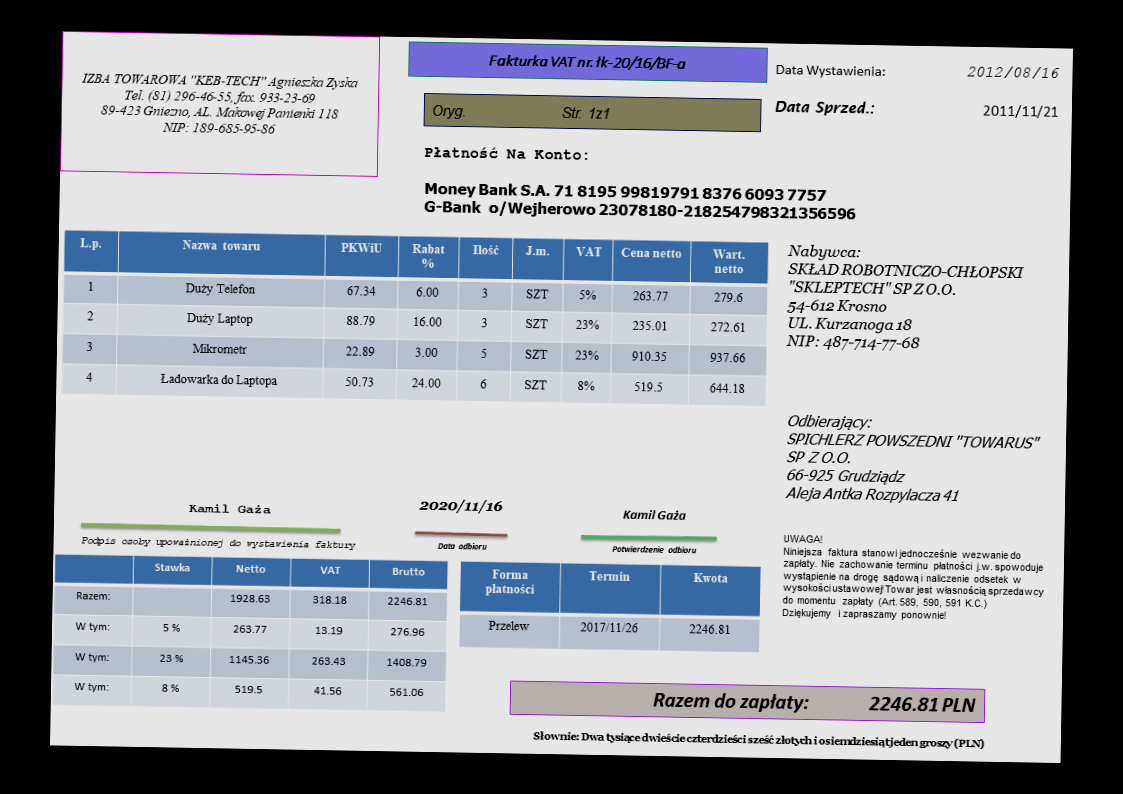 IZBA TOWAROWA "KEB-TECH" Agnieszka Zyska
Tel. (81) 296-46-55, fax. 933-23-69
89-423 Gniezno, AL. Makowej Panienki 118
NIP: 189-685-95-86
Fakturka VAT nr. łk-20/16/BF-a
Oryg. Str. 1z1
Data Wystawienia: 2012/08/16
Data Sprzed.: 2011/11/21
Płatność Na Konto:
Money Bank S.A. 71 8195 99819791 8376 6093 7757
G-Bank o/Wejherowo 23078180-218254798321356596
L.p. Nazwa towaru PKWiU Rabat % Ilość J.m. VAT Cena netto Wart. netto
1 Duży Telefon 67.34 6.00 3 SZT 5% 263.77 279.6
2 Duży Laptop 88.79 16.00 3 SZT 23% 235.01 272.61
3 Mikrometr 22.89 3.00 5 SZT 23% 910.35 937.66
4 Ładowarka do Laptopa 50.73 24.00 6 SZT 8% 519.5 644.18
Nabywca:
SKŁAD ROBOTNICZO-CHŁOPSKI
"SKLEPTECH" SP Z O.O.
54-612 Krosno
UL. Kurzanoga 18
NIP: 487-714-77-68
Odbierający:
SPICHLERZ POWSZEDNI "TOWARUS"
SP Z O.O.
66-925 Grudziądz
Aleja Antka Rozpylacza 41
Kamil Gaża
Podpis osoby upoważnionej do wystawienia faktury
2020/11/16
Data odbioru
Kamil Gaża
Potwierdzenie odbioru
UWAGA!
Niniejsza faktura stanowi jednocześnie wezwanie do
zapłaty. Nie zachowanie terminu płatności j.w. spowoduje
wystąpienie na drogę sądową i naliczenie odsetek w
wysokości ustawowej! Towar jest własnością sprzedawcy
do momentu zapłaty (Art. 589, 590, 591 K.C.)
Dziękujemy i zapraszamy ponownie!
Stawka Netto VAT Brutto
Razem: 1928.63 318.18 2246.81
W tym: 5 % 263.77 13.19 276.96
W tym: 23 % 1145.36 263.43 1408.79
W tym: 8 % 519.5 41.56 561.06
Forma płatności Termin Kwota
Przelew 2017/11/26 2246.81
Razem do zapłaty: 2246.81 PLN
Słownie: Dwa tysiące dwieście czterdzieści sześć złotych i osiemdziesiąt jeden groszy (PLN)